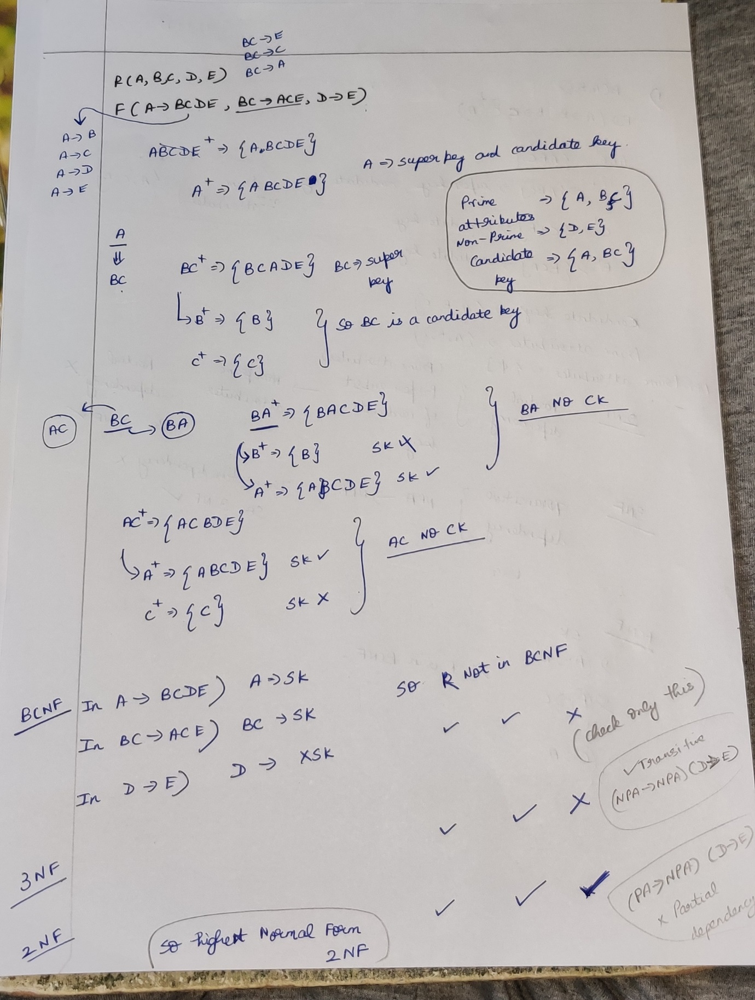 BC → E
BC → C
BC → A
R(A, B, C, D, E)
F(A → BCDE, BC → ACE, D → E)
A → B
A → C
A → D
A → E
ABCDE⁺ ⇒ {A,BCDE}
A ⇒ super key and candidate key.
A⁺ ⇒ {ABCDE}
Prime attributes ⇒ {A, B, C}
Non-Prime ⇒ {D, E}
Candidate key ⇒ {A, BC}
A
⇓
BC
BC⁺ ⇒ {BCADE} BC ⇒ super key
B⁺ ⇒ {B}
C⁺ ⇒ {C}
} so BC is a candidate key
AC ← BC → BA
BA⁺ ⇒ {BACDE}
B⁺ ⇒ {B} SK X
A⁺ ⇒ {ABCDE} SK ✓
} BA NO CK
AC⁺ ⇒ {ACBDE}
A⁺ ⇒ {ABCDE} SK ✓
C⁺ ⇒ {C} SK X
} AC NO CK
BCNF In A → BCDE) A ⇒ SK
In BC → ACE) BC → SK
In D → E) D → XSK
so R Not in BCNF
✓ ✓ X
(check only this)
3NF
✓ ✓ X
✓ Transitive
(NPA → NPA) (D → E)
2NF
✓ ✓ ✓
(PA → NPA) (D → E)
x Partial
dependency
so highest Normal Form
2NF